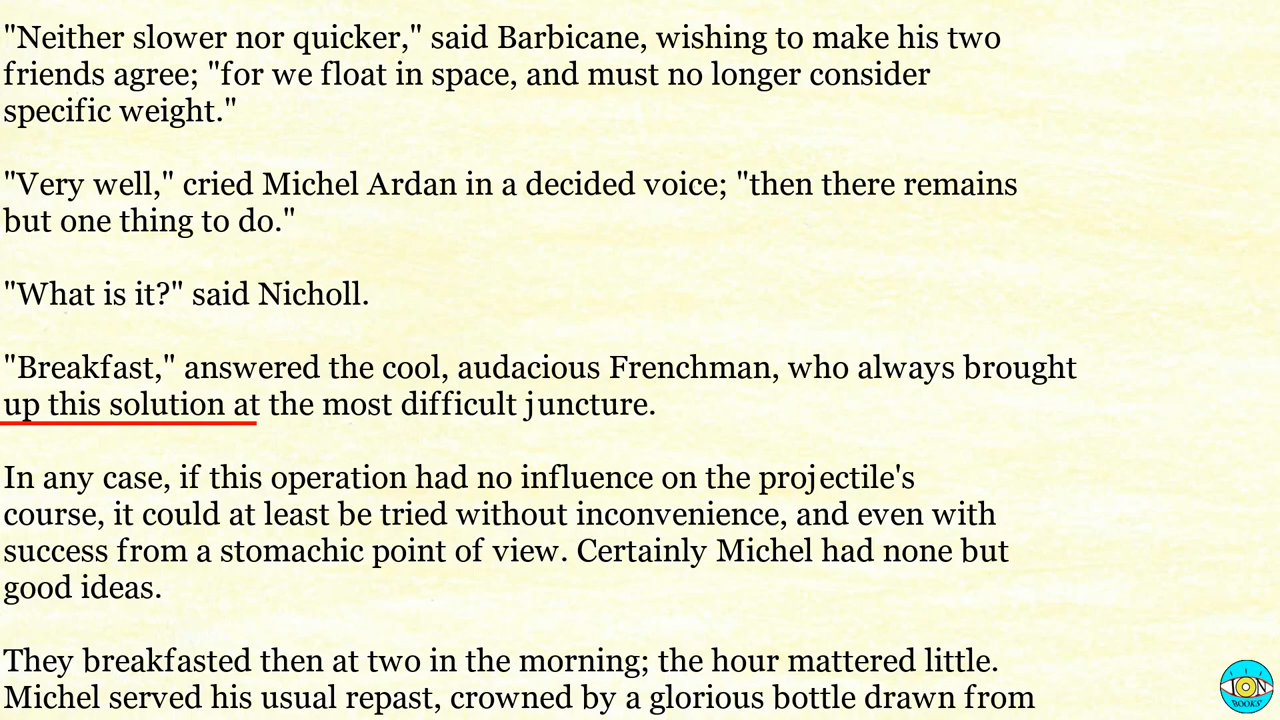 "Neither slower nor quicker," said Barbicane, wishing to make his two
friends agree; "for we float in space, and must no longer consider
specific weight."
"Very well," cried Michel Ardan in a decided voice; "then there remains
but one thing to do."
"What is it?" said Nicholl.
"Breakfast," answered the cool, audacious Frenchman, who always brought
up this solution at the most difficult juncture.
In any case, if this operation had no influence on the projectile's
course, it could at least be tried without inconvenience, and even with
success from a stomachic point of view. Certainly Michel had none but
good ideas.
They breakfasted then at two in the morning; the hour mattered little.
Michel served his usual repast, crowned by a glorious bottle drawn from
ION
BOOKS